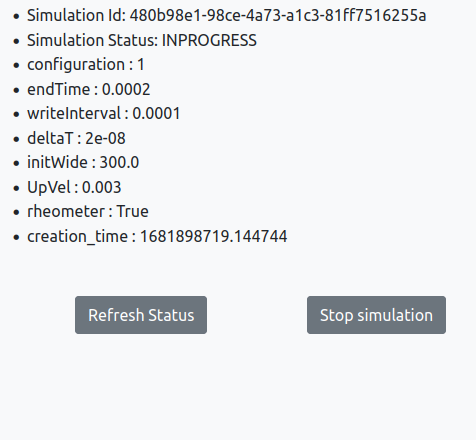 Simulation Id: 480b98e1-98ce-4a73-a1c3-81ff7516255a
Simulation Status: INPROGRESS
configuration : 1
endTime : 0.0002
writeInterval : 0.0001
deltaT : 2e-08
initWide : 300.0
UpVel : 0.003
rheometer : True
creation_time : 1681898719.144744
Refresh Status
Stop simulation